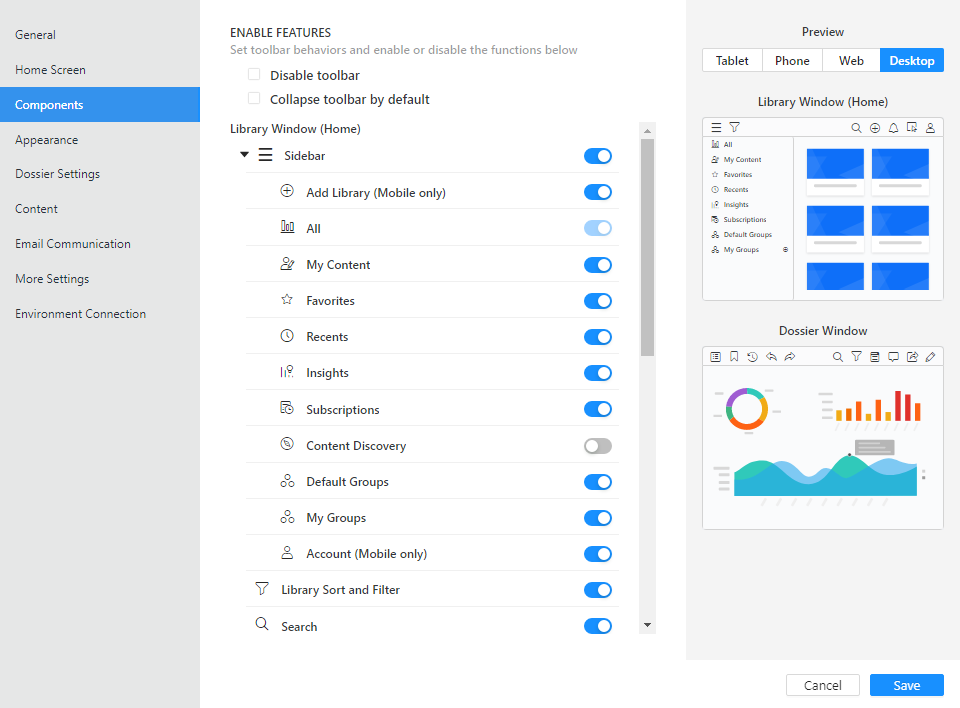 General
Home Screen
Components
Appearance
Dossier Settings
Content
Email Communication
More Settings
Environment Connection
ENABLE FEATURES
Set toolbar behaviors and enable or disable the functions below
Disable toolbar
Collapse toolbar by default
Library Window (Home)
Sidebar
Add Library (Mobile only)
All
My Content
Favorites
Recents
Insights
Subscriptions
Content Discovery
Default Groups
My Groups
Account (Mobile only)
Library Sort and Filter
Search
Preview
Tablet Phone Web Desktop
Library Window (Home)
All
My Content
Favorites
Recents
Insights
Subscriptions
Default Groups
My Groups
Dossier Window
Cancel Save